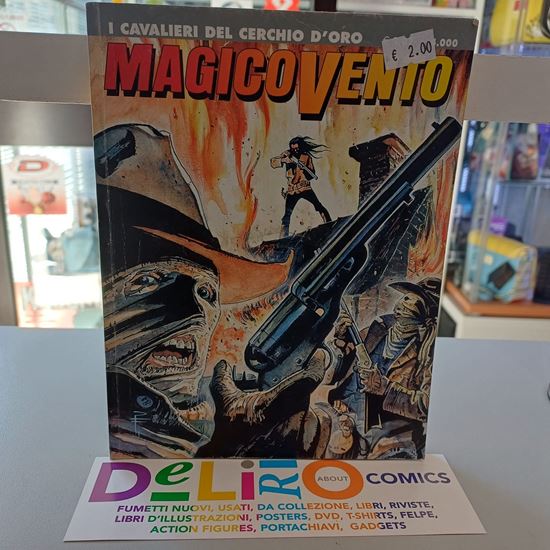 I CAVALIERI DEL CERCHIO D'ORO
€ 2.00
.000
MAGICO VENTO
DeLiRiO ABOUT COMICS
FUMETTI NUOVI, USATI, DA COLLEZIONE, LIBRI, RIVISTE,
LIBRI D'ILLUSTRAZIONI, POSTERS, DVD, T-SHIRTS, FELPE,
ACTION FIGURES, PORTACHIAVI, GADGETS